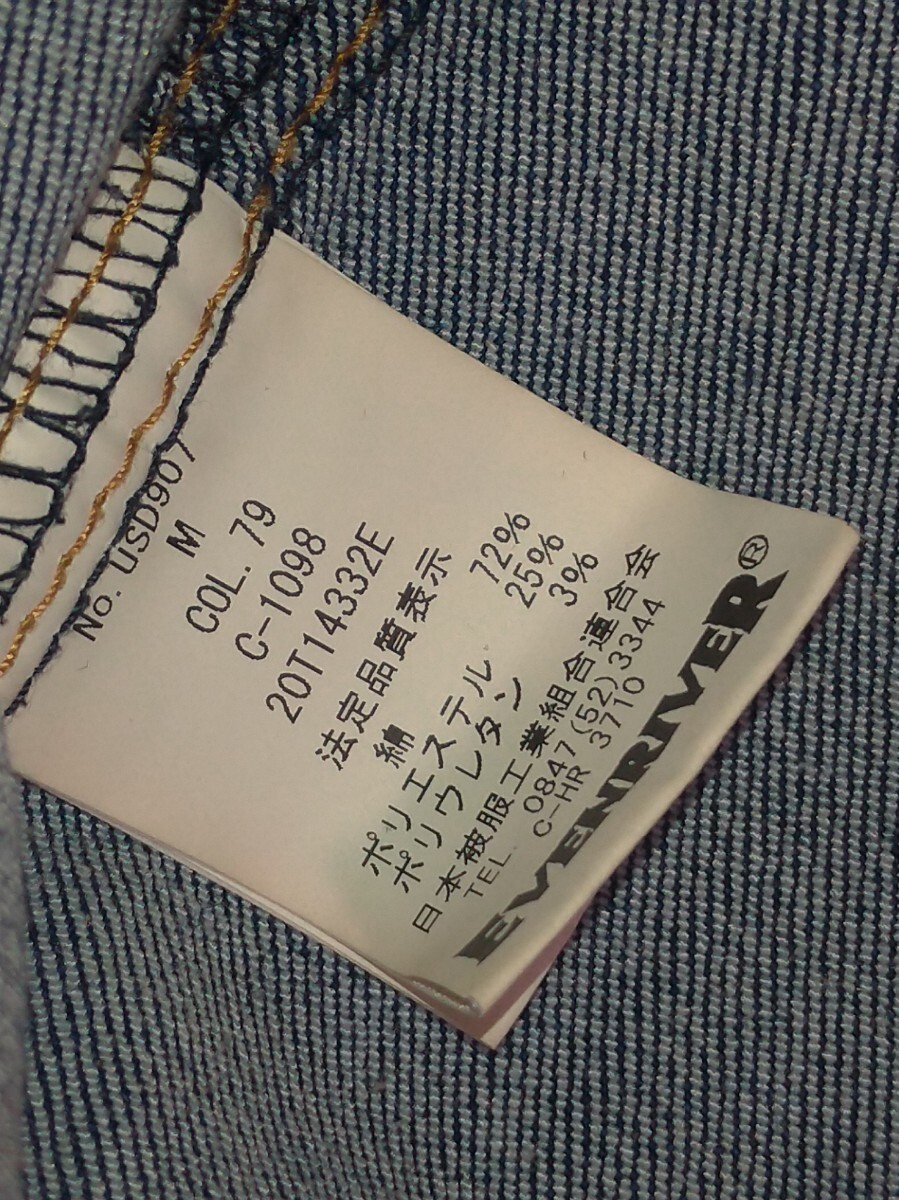 No. USD907
M
COL. 79
C-1098
20T14332E
法定品質表示
綿 72%
ポリエステル 25%
ポリウレタン 3%
日本被服工業組合連合会
TEL. 0847(52)3344
C-HR 3710
EVENRIVER®